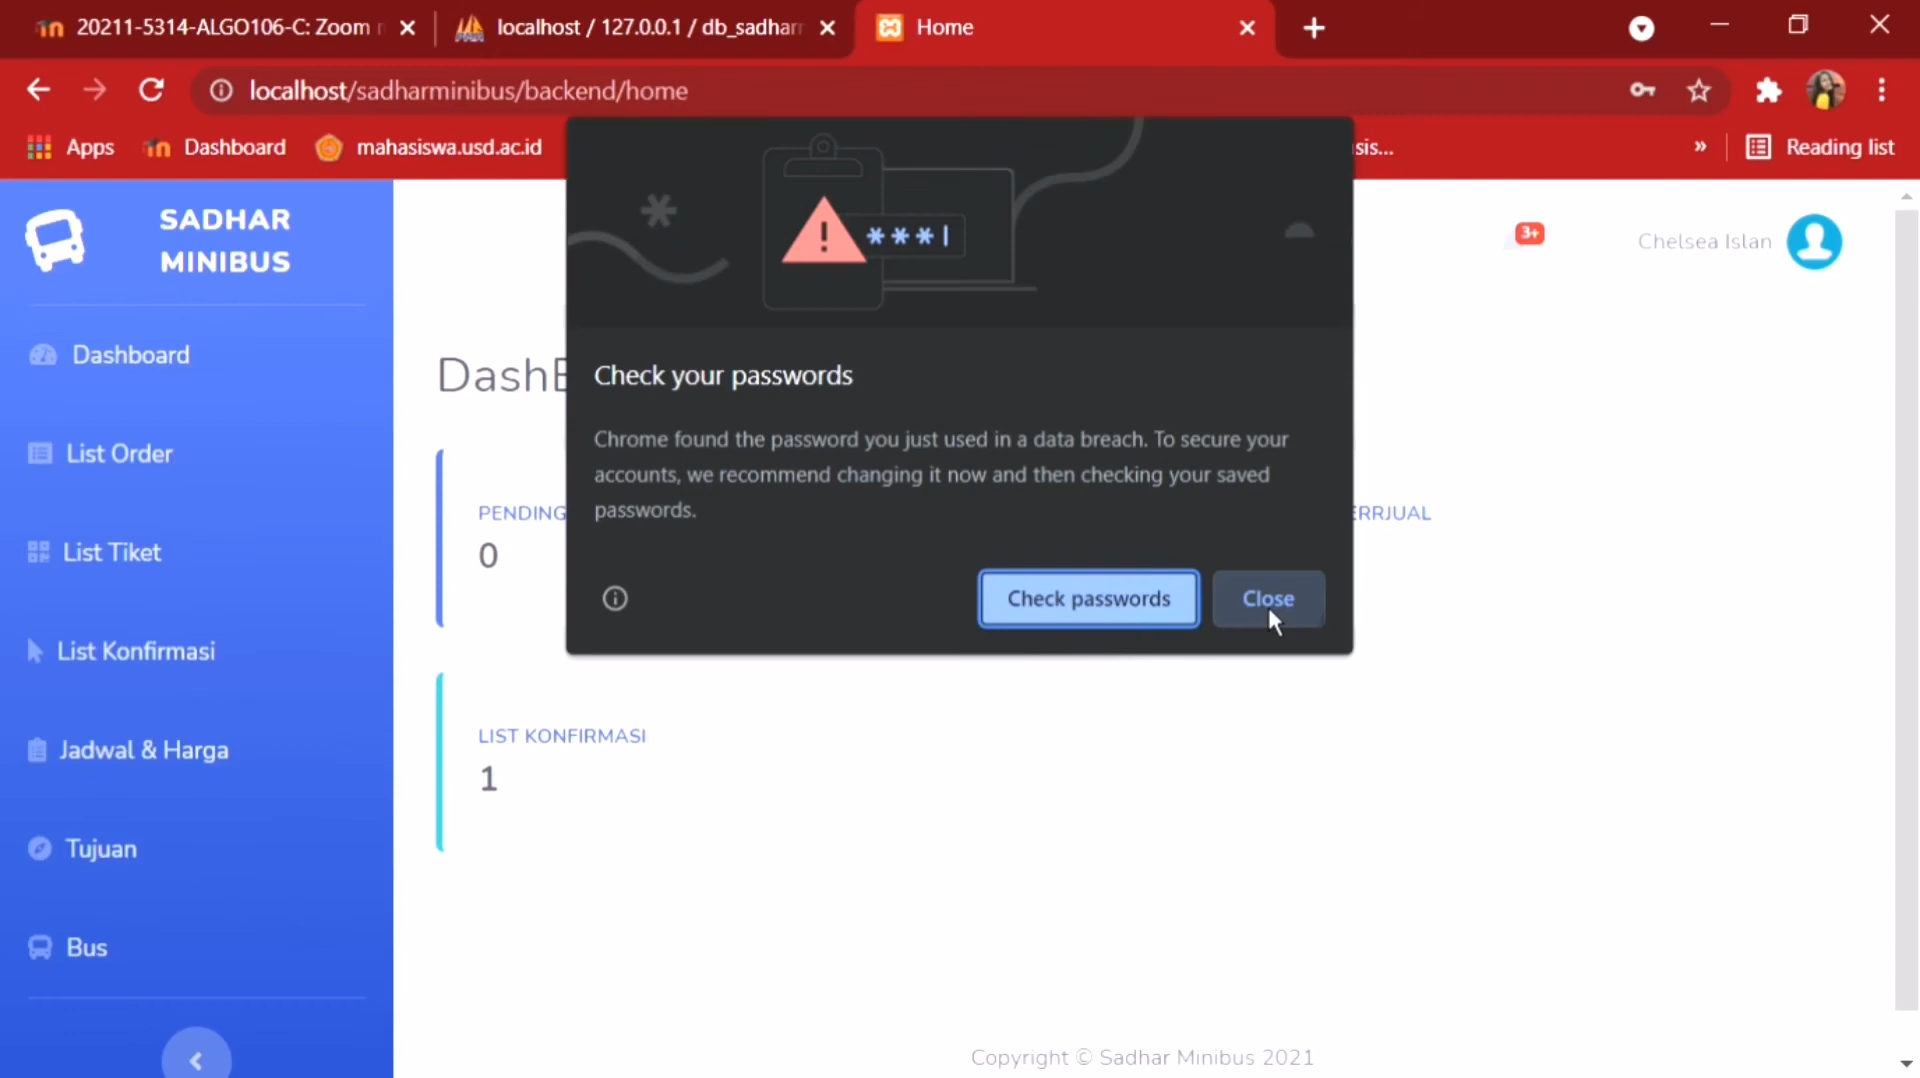 20211-5314-ALGO106-C: Zoom
localhost / 127.0.0.1 / db_sadhar
Home
localhost/sadharminibus/backend/home
Apps
Dashboard
mahasiswa.usd.ac.id
sis...
»
Reading list
SADHAR
MINIBUS
3+
Chelsea Islan
Dashboard
List Order
List Tiket
List Konfirmasi
Jadwal & Harga
Tujuan
Bus
***|
Check your passwords
Chrome found the password you just used in a data breach. To secure your
accounts, we recommend changing it now and then checking your saved
passwords.
Check passwords
Close
DashB
PENDING
0
ERRJUAL
LIST KONFIRMASI
1
Copyright © Sadhar Minibus 2021